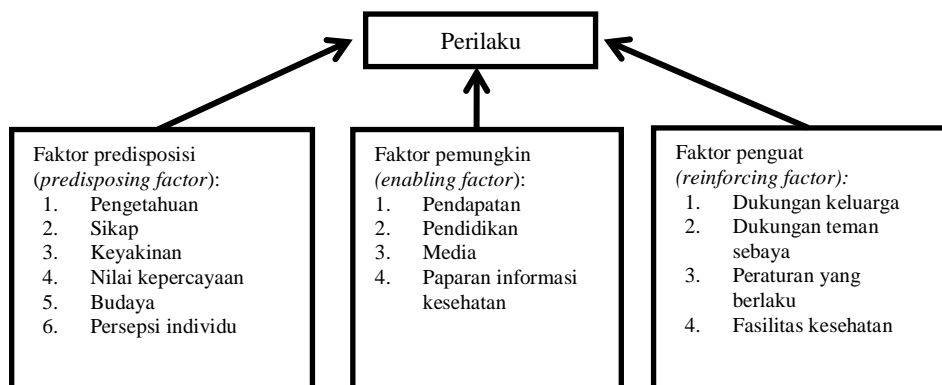 Perilaku
Faktor predisposisi
(predisposing factor):
1. Pengetahuan
2. Sikap
3. Keyakinan
4. Nilai kepercayaan
5. Budaya
6. Persepsi individu
Faktor pemungkin
(enabling factor):
1. Pendapatan
2. Pendidikan
3. Media
4. Paparan informasi
kesehatan
Faktor penguat
(reinforcing factor):
1. Dukungan keluarga
2. Dukungan teman
sebaya
3. Peraturan yang
berlaku
4. Fasilitas kesehatan